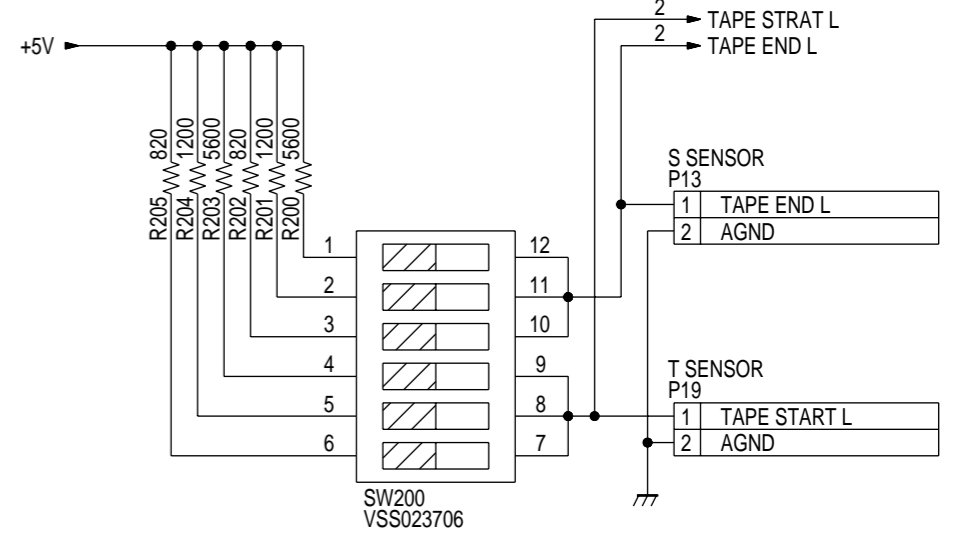 2
TAPE STRAT L
+5V
2
TAPE END L
820
1200
5600
820
1200
5600
R205
R204
R203
R202
R201
R200
S SENSOR
P13
1 TAPE END L
2 AGND
1
12
2
11
3
10
4
9
5
8
6
7
T SENSOR
P19
1 TAPE START L
2 AGND
SW200
VSS023706